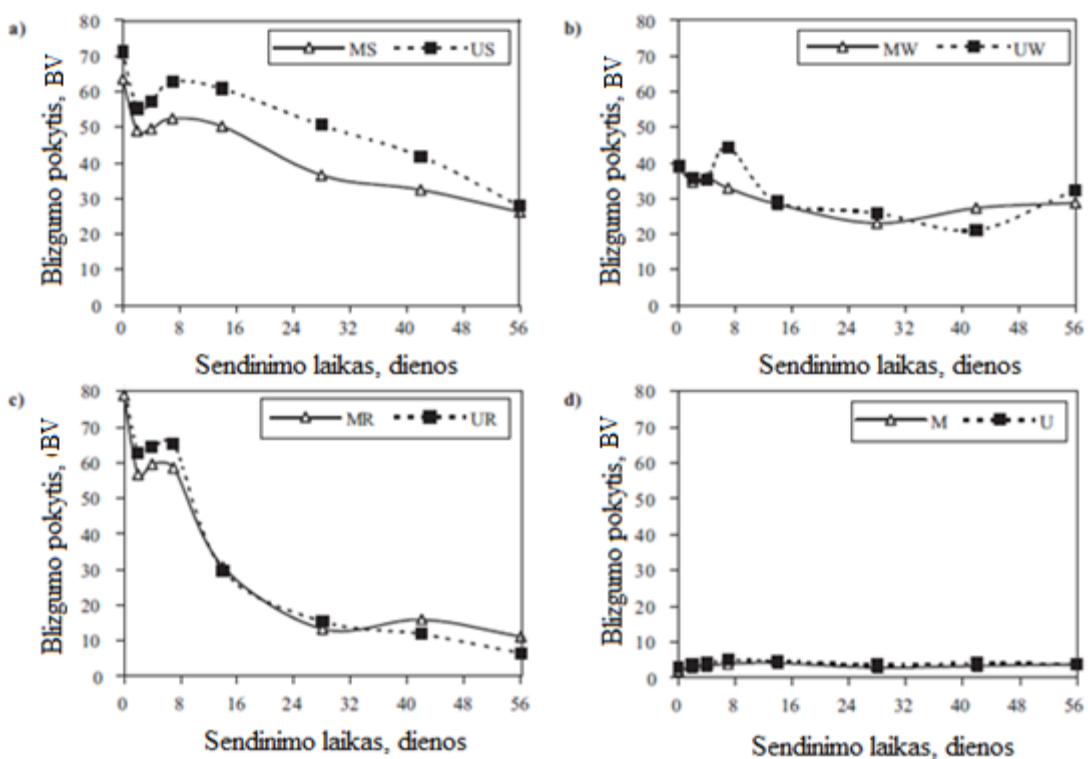 a)
Blizgumo pokytis, BV
80
70
60
50
40
30
20
10
0
MS US
0 8 16 24 32 40 48 56
Sendinimo laikas, dienos
b)
Blizgumo pokytis, BV
80
70
60
50
40
30
20
10
0
MW UW
0 8 16 24 32 40 48 56
Sendinimo laikas, dienos
c)
Blizgumo pokytis, (BV
80
70
60
50
40
30
20
10
0
MR UR
0 8 16 24 32 40 48 56
Sendinimo laikas, dienos
d)
Blizgumo pokytis, BV
80
70
60
50
40
30
20
10
0
M U
0 8 16 24 32 40 48 56
Sendinimo laikas, dienos